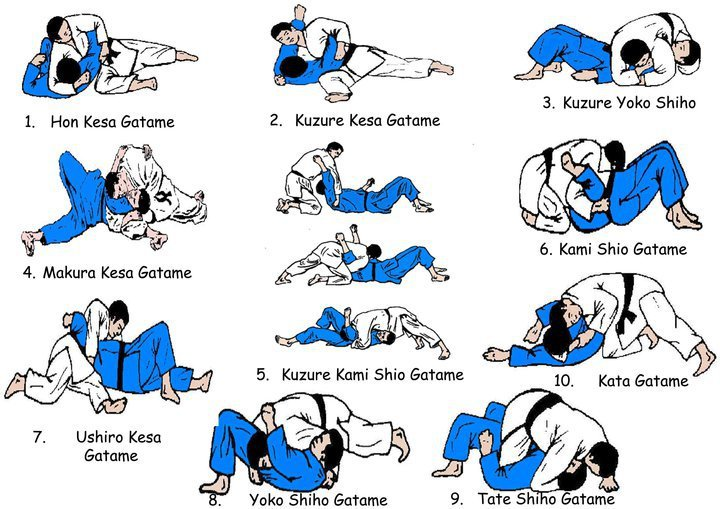 1. Hon Kesa Gatame
2. Kuzure Kesa Gatame
3. Kuzure Yoko Shiho
4. Makura Kesa Gatame
5. Kuzure Kami Shio Gatame
6. Kami Shio Gatame
7. Ushiro Kesa
Gatame
8. Yoko Shiho Gatame
9. Tate Shiho Gatame
10. Kata Gatame